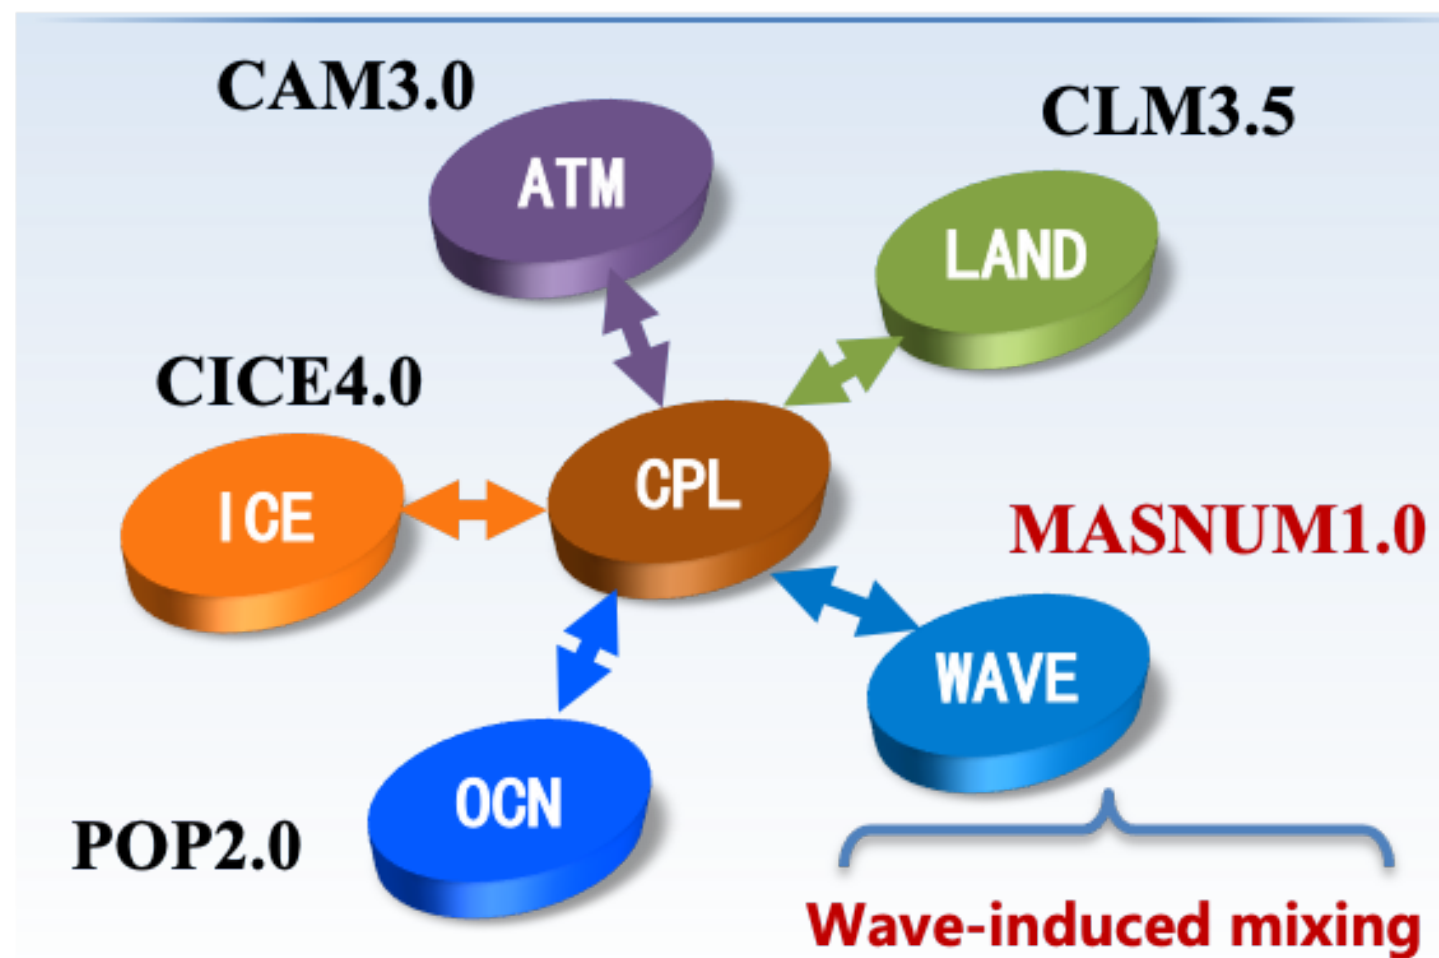 CAM3.0
CLM3.5
ATM
LAND
CICE4.0
ICE
CPL
MASNUM1.0
WAVE
OCN
POP2.0
Wave-induced mixing